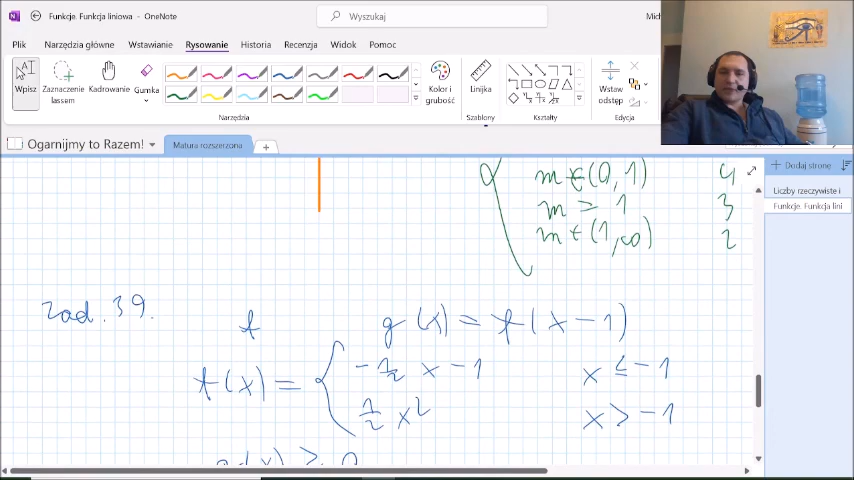 Funkcje. Funkcja liniowa - OneNote
Wyszukaj
Mich
Plik
Narzędzia główne
Wstawianie
Rysowanie
Historia
Recenzja
Widok
Pomoc
Wpisz
Zaznaczenie lassem
Kadrowanie
Gumka
Kolor i grubość
Linijka
Wstaw odstęp
Narzędzia
Szablony
Kształty
Edycja
Ogarnijmy to Razem!
Matura rozszerzona
Dodaj stronę
Liczby rzeczywiste i
Funkcje. Funkcja lini
m ∈ (0, 1) 4
m = 1 3
m ∈ (1, ∞) 2
zad. 39.
f g(x) = f(x − 1)
f(x) = { −1/2 x − 1 x ≤ −1
1/2 x² x > −1
g(x) ≥ 0